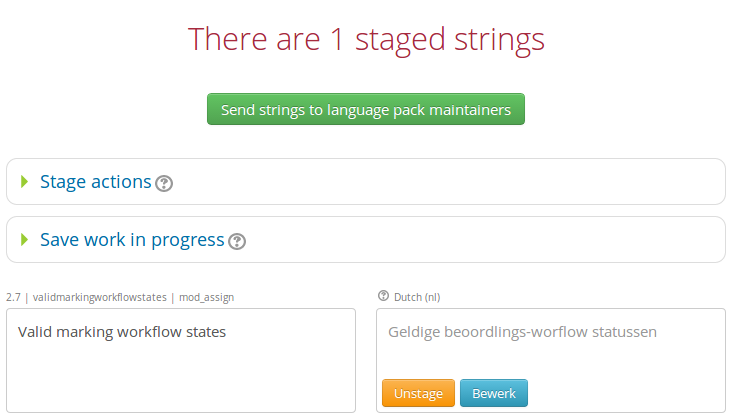 There are 1 staged strings
Send strings to language pack maintainers
Stage actions
Save work in progress
2.7 | validmarkingworkflowstates | mod_assign
Dutch (nl)
Valid marking workflow states
Geldige beoordlings-worflow statussen
Unstage
Bewerk